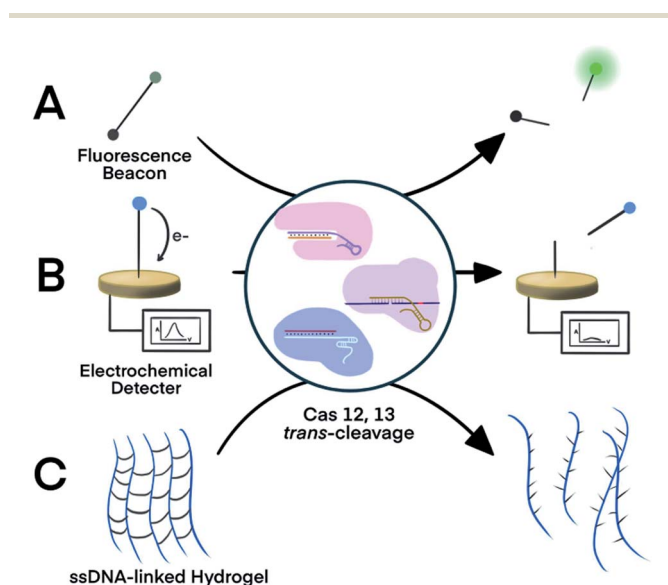 A
Fluorescence
Beacon
e-
B
A
V
A
V
Electrochemical
Detecter
Cas 12, 13
trans-cleavage
C
ssDNA-linked Hydrogel